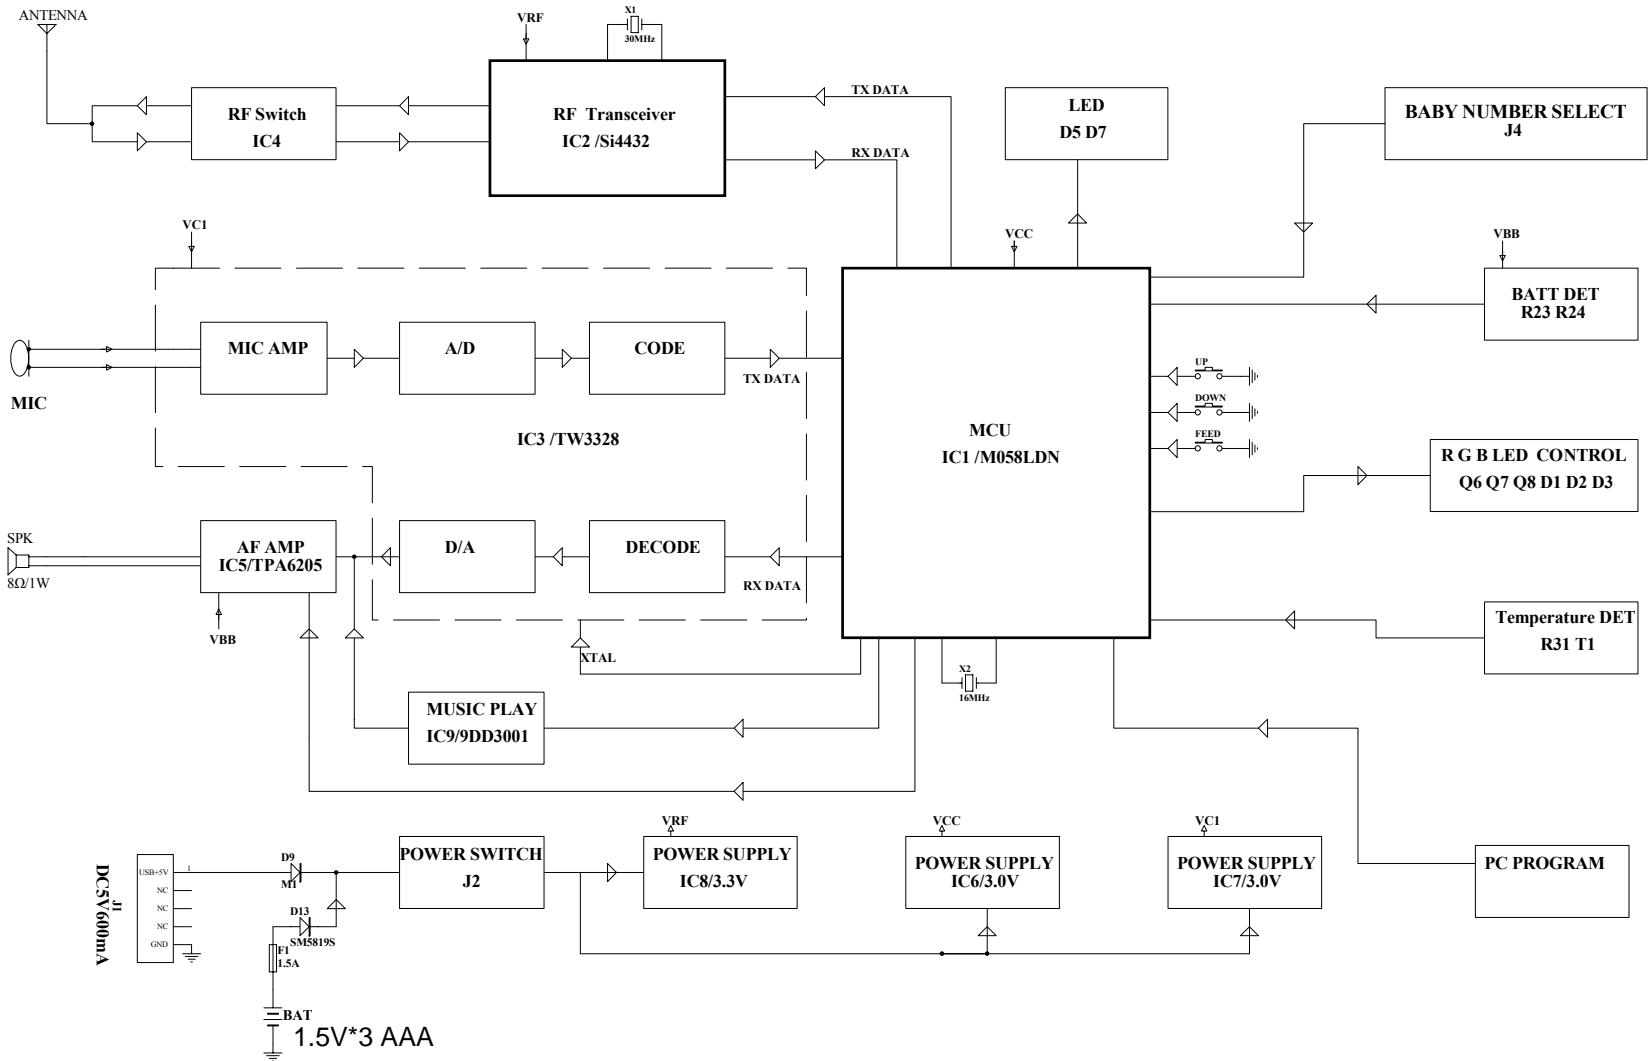 ANTENNA
VRF
X1
30MHz
RF Switch
IC4
RF Transceiver
IC2 /Si4432
TX DATA
RX DATA
LED
D5 D7
BABY NUMBER SELECT
J4
VC1
VCC
VBB
BATT DET
R23 R24
MIC
MIC AMP
A/D
CODE
TX DATA
IC3 /TW3328
MCU
IC1 /M058LDN
UP
DOWN
FEED
R G B LED CONTROL
Q6 Q7 Q8 D1 D2 D3
SPK
8Ω/1W
AF AMP
IC5/TPA6205
VBB
D/A
DECODE
RX DATA
XTAL
X2
16MHz
Temperature DET
R31 T1
MUSIC PLAY
IC9/9DD3001
J1
DC5V600mA
USB+5V
1
NC
NC
NC
GND
D9
M1
D13
SM5819S
F1
1.5A
BAT
1.5V*3 AAA
POWER SWITCH
J2
VRF
POWER SUPPLY
IC8/3.3V
VCC
POWER SUPPLY
IC6/3.0V
VC1
POWER SUPPLY
IC7/3.0V
PC PROGRAM